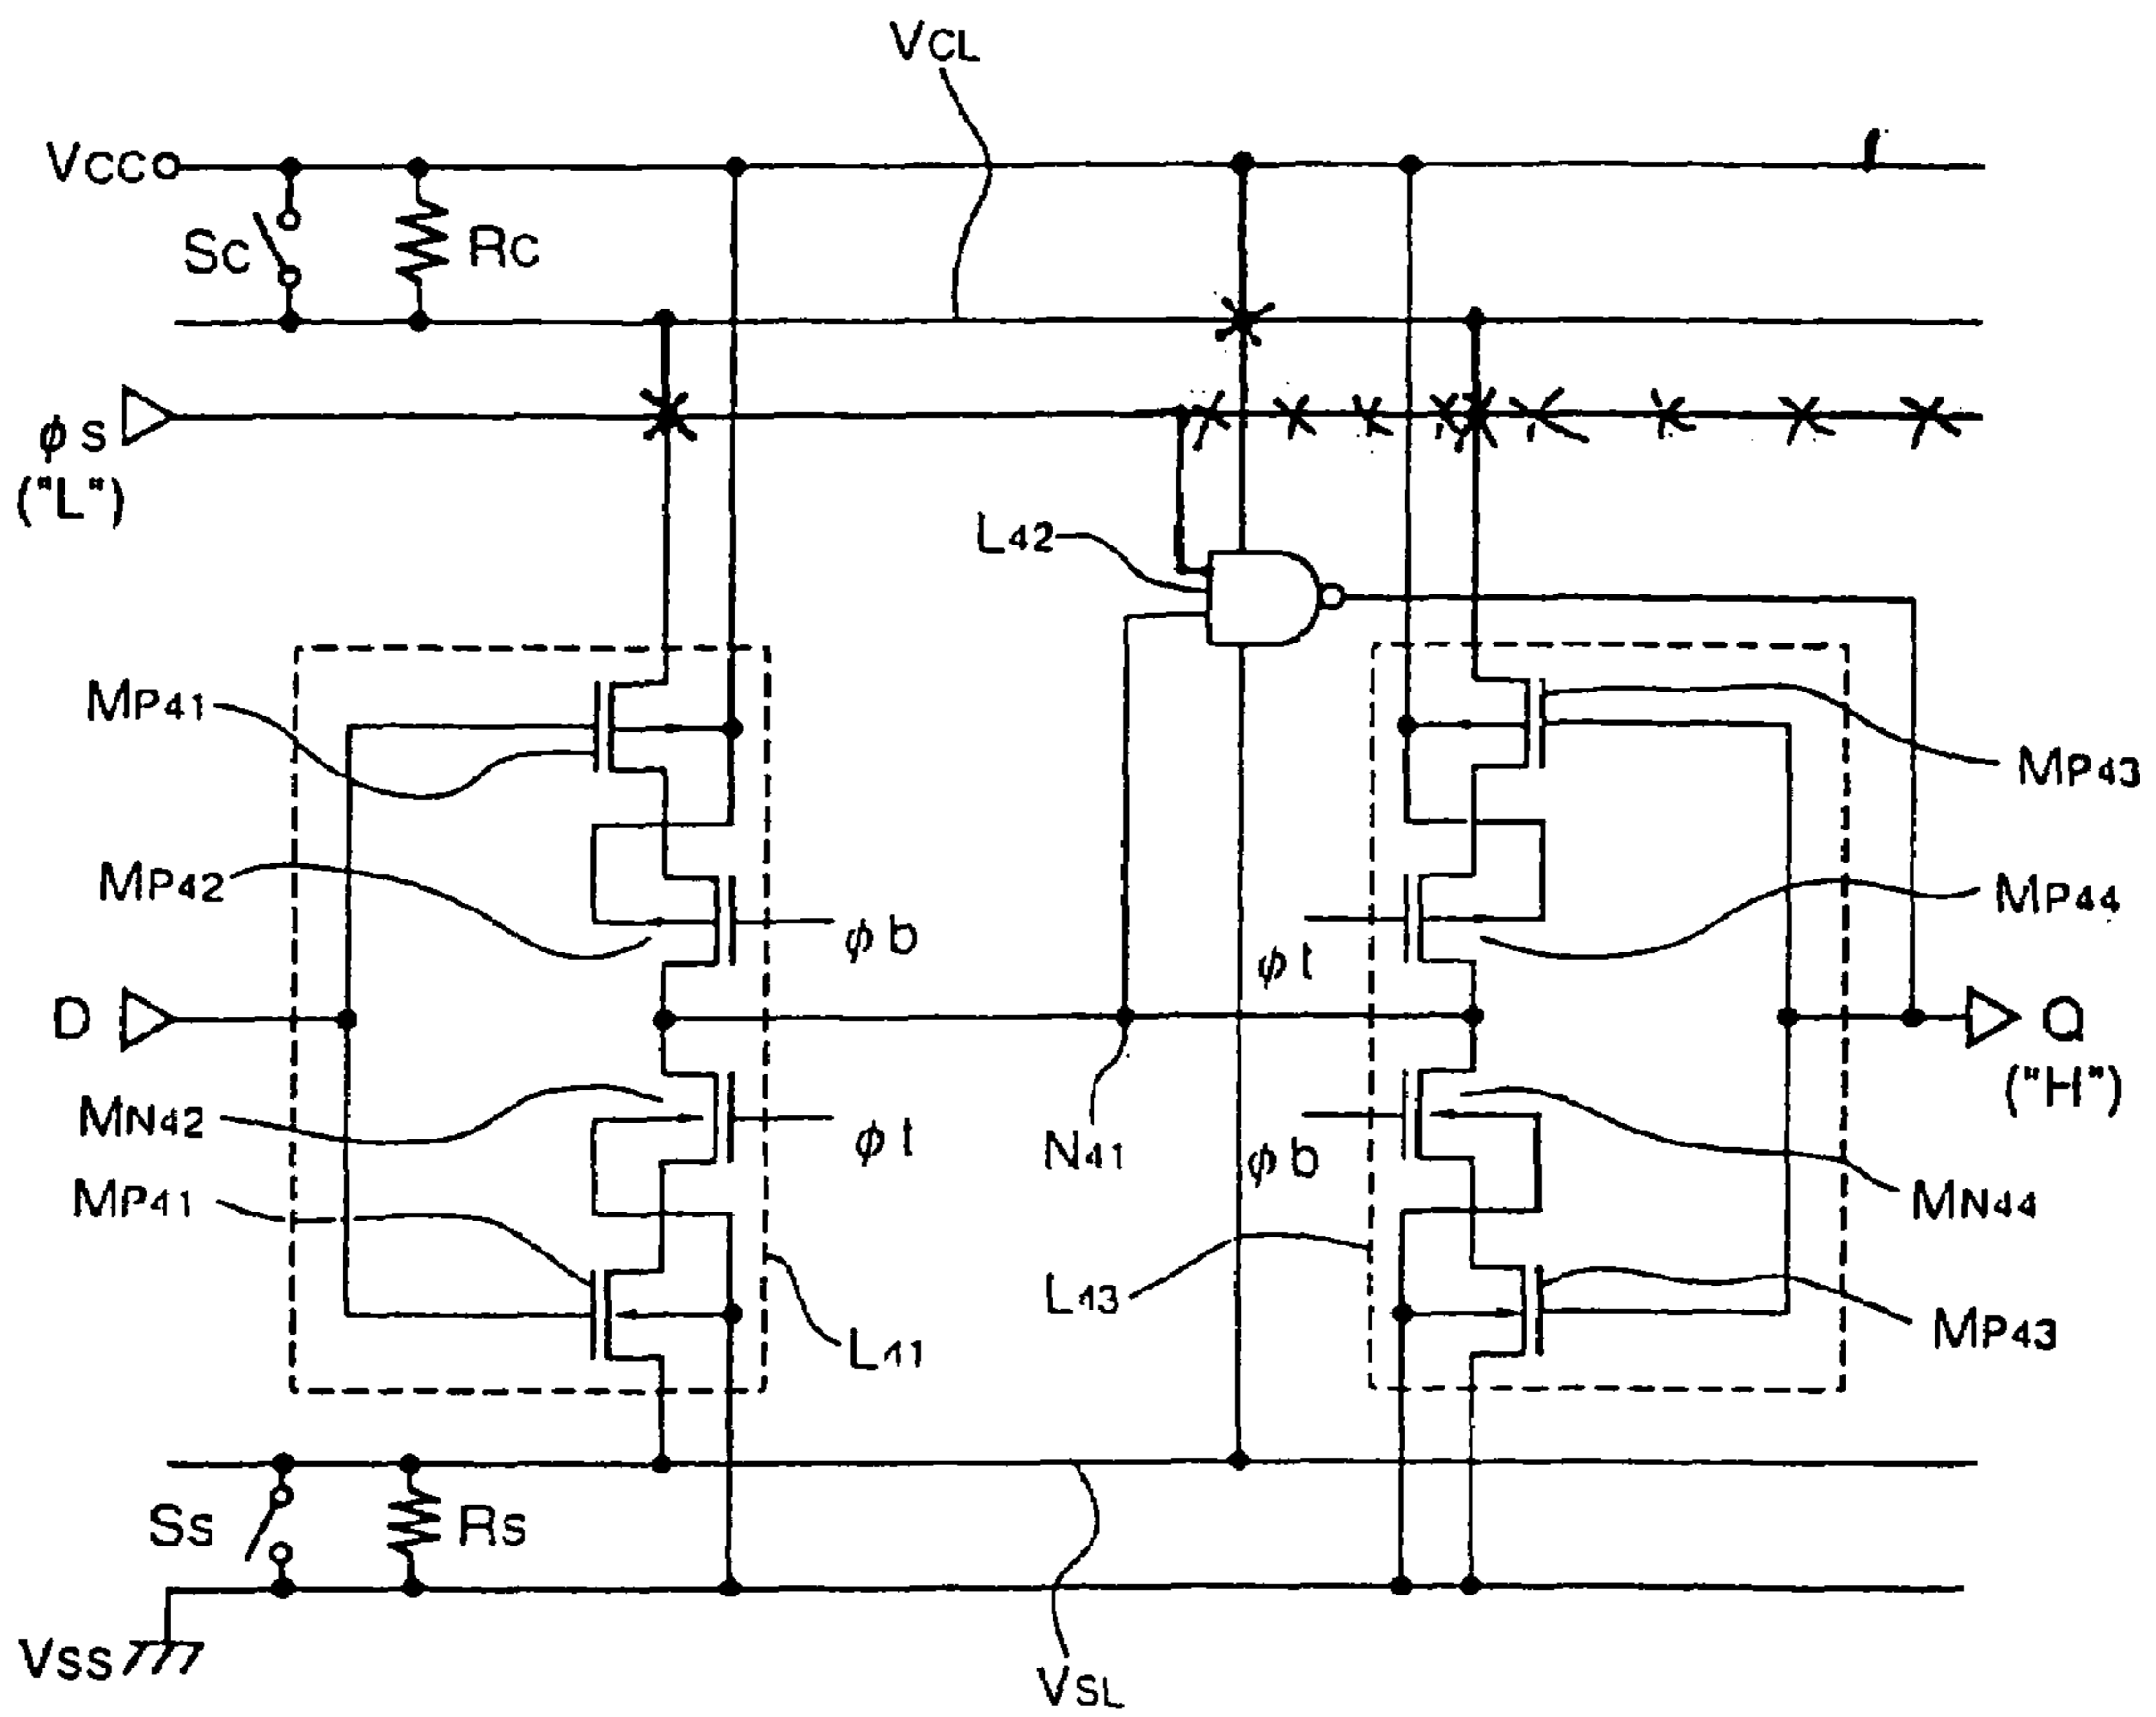 VCL
VCC
SC
RC
φS
("L")
L42
MP41
MP43
MP42
φb
MP44
φt
D
Q
("H")
MN42
φt
N41
φb
MP41
MN44
L43
L41
MP43
SS
RS
VSS
VSL